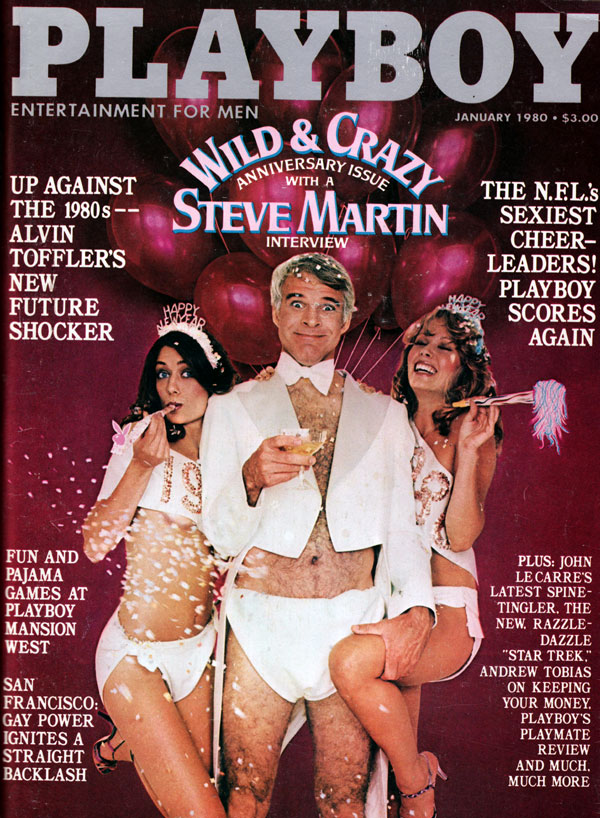 PLAYBOY
ENTERTAINMENT FOR MEN
JANUARY 1980 • $3.00
WILD & CRAZY
ANNIVERSARY ISSUE
WITH A
STEVE MARTIN
INTERVIEW
UP AGAINST
THE 1980s--
ALVIN
TOFFLER'S
NEW
FUTURE
SHOCKER
THE N.F.L.'s
SEXIEST
CHEER-
LEADERS!
PLAYBOY
SCORES
AGAIN
HAPPY
NEW YEAR
HAPPY
NEW YEAR
19
80
FUN AND
PAJAMA
GAMES AT
PLAYBOY
MANSION
WEST
SAN
FRANCISCO:
GAY POWER
IGNITES A
STRAIGHT
BACKLASH
PLUS: JOHN
LE CARRE'S
LATEST SPINE-
TINGLER, THE
NEW, RAZZLE-
DAZZLE
"STAR TREK,"
ANDREW TOBIAS
ON KEEPING
YOUR MONEY,
PLAYBOY'S
PLAYMATE
REVIEW
AND MUCH,
MUCH MORE